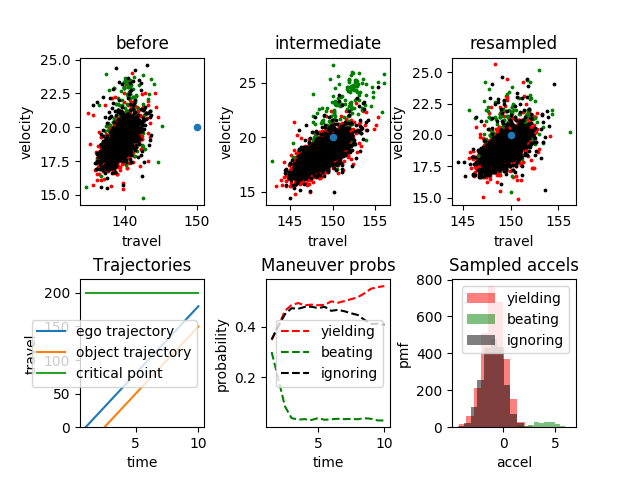 before
intermediate
resampled
25.0
22.5
20.0
17.5
15.0
velocity
140
150
travel
25
20
15
velocity
145
150
155
travel
25.0
22.5
20.0
17.5
15.0
velocity
145
150
155
travel
Trajectories
Maneuver probs
Sampled accels
200
150
100
50
0
travel
ego trajectory
object trajectory
critical point
5
10
time
0.4
0.2
probability
yielding
beating
ignoring
5
10
time
800
600
400
200
0
pmf
yielding
beating
ignoring
0
5
accel